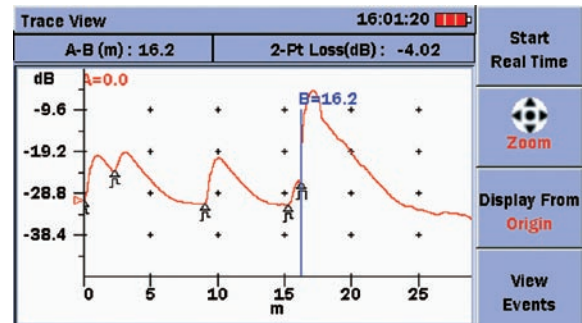 Trace View 16:01:20
A-B (m) : 16.2 2-Pt Loss(dB) : -4.02
Start
Real Time
Zoom
Display From
Origin
View
Events
dB
A=0.0
B=16.2
-9.6
-19.2
-28.8
-38.4
0 5 10 15 20 25
m